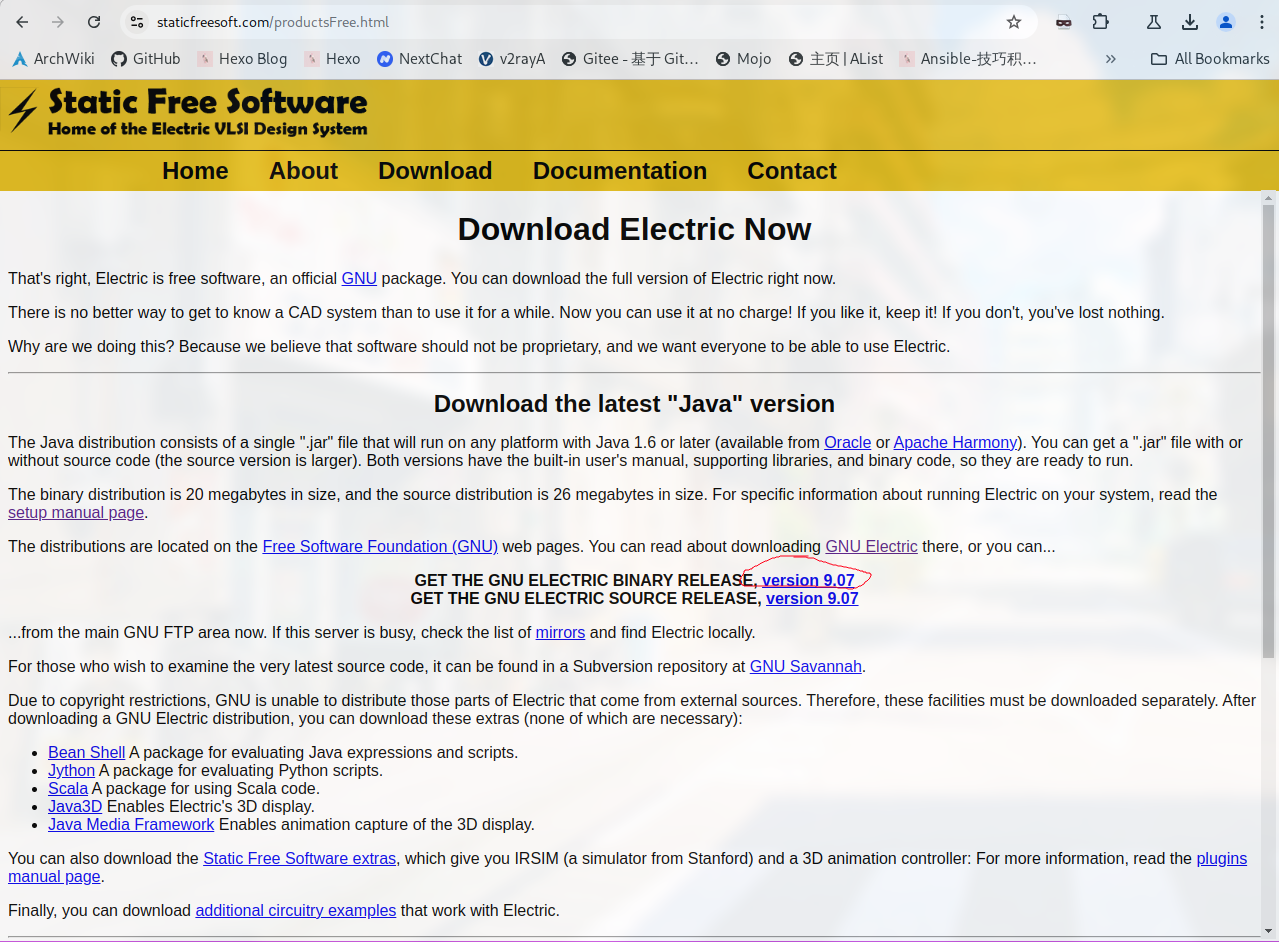 staticfreesoft.com/productsFree.html
ArchWiki GitHub Hexo Blog Hexo NextChat v2rayA Gitee - 基于 Git… Mojo 主页 | AList Ansible-技巧积… » All Bookmarks
Static Free Software
Home of the Electric VLSI Design System
Home About Download Documentation Contact
Download Electric Now
That's right, Electric is free software, an official GNU package. You can download the full version of Electric right now.
There is no better way to get to know a CAD system than to use it for a while. Now you can use it at no charge! If you like it, keep it! If you don't, you've lost nothing.
Why are we doing this? Because we believe that software should not be proprietary, and we want everyone to be able to use Electric.
Download the latest "Java" version
The Java distribution consists of a single ".jar" file that will run on any platform with Java 1.6 or later (available from Oracle or Apache Harmony). You can get a ".jar" file with or
without source code (the source version is larger). Both versions have the built-in user's manual, supporting libraries, and binary code, so they are ready to run.
The binary distribution is 20 megabytes in size, and the source distribution is 26 megabytes in size. For specific information about running Electric on your system, read the
setup manual page.
The distributions are located on the Free Software Foundation (GNU) web pages. You can read about downloading GNU Electric there, or you can...
GET THE GNU ELECTRIC BINARY RELEASE, version 9.07
GET THE GNU ELECTRIC SOURCE RELEASE, version 9.07
...from the main GNU FTP area now. If this server is busy, check the list of mirrors and find Electric locally.
For those who wish to examine the very latest source code, it can be found in a Subversion repository at GNU Savannah.
Due to copyright restrictions, GNU is unable to distribute those parts of Electric that come from external sources. Therefore, these facilities must be downloaded separately. After
downloading a GNU Electric distribution, you can download these extras (none of which are necessary):
• Bean Shell A package for evaluating Java expressions and scripts.
• Jython A package for evaluating Python scripts.
• Scala A package for using Scala code.
• Java3D Enables Electric's 3D display.
• Java Media Framework Enables animation capture of the 3D display.
You can also download the Static Free Software extras, which give you IRSIM (a simulator from Stanford) and a 3D animation controller: For more information, read the plugins
manual page.
Finally, you can download additional circuitry examples that work with Electric.